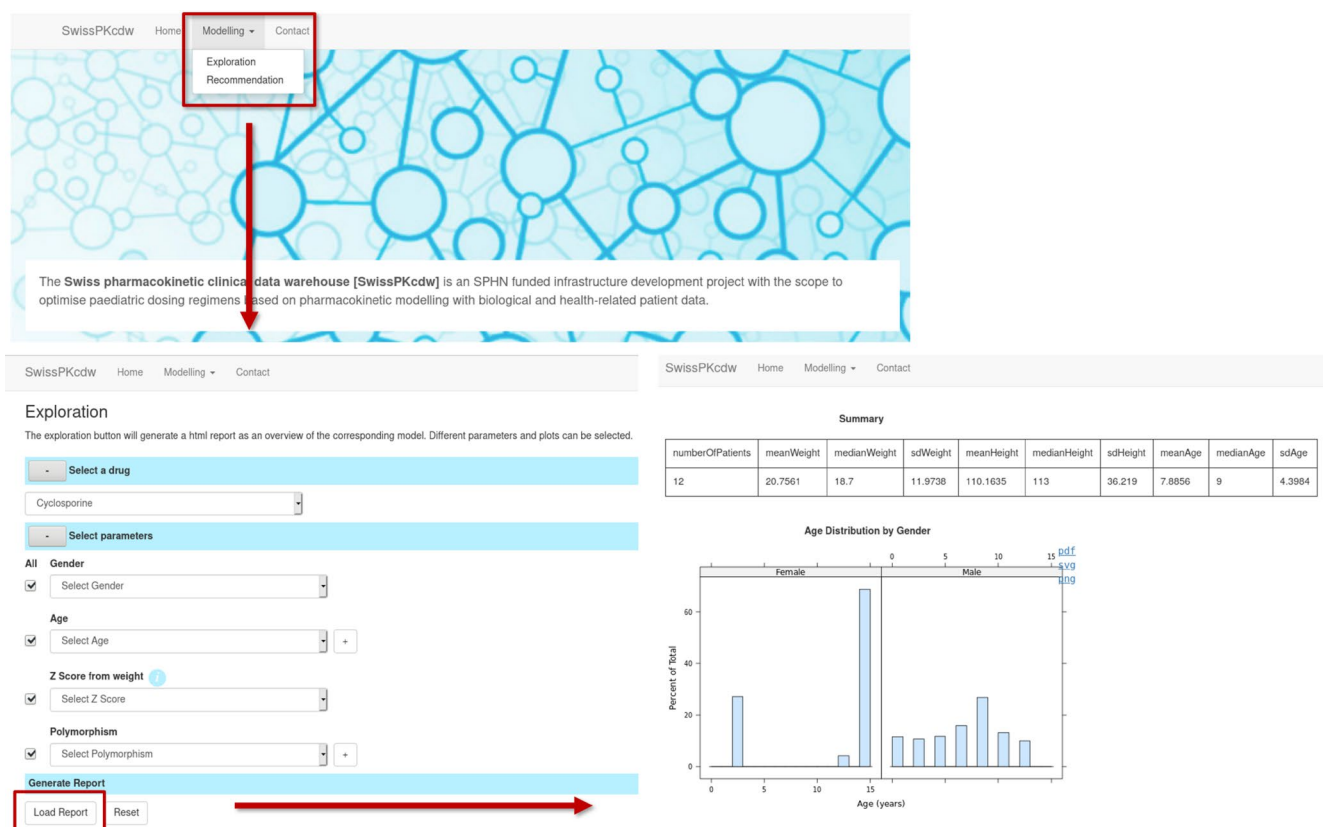 SwissPKcdw Home Modelling Contact
Exploration
Recommendation
The Swiss pharmacokinetic clinical data warehouse [SwissPKcdw] is an SPHN funded infrastructure development project with the scope to
optimise paediatric dosing regimens based on pharmacokinetic modelling with biological and health-related patient data.
SwissPKcdw Home Modelling Contact
Exploration
The exploration button will generate a html report as an overview of the corresponding model. Different parameters and plots can be selected.
- Select a drug
Cyclosporine
- Select parameters
All Gender
Select Gender
Age
Select Age +
Z Score from weight i
Select Z Score
Polymorphism
Select Polymorphism +
Generate Report
Load Report Reset
SwissPKcdw Home Modelling Contact
Summary
numberOfPatients meanWeight medianWeight sdWeight meanHeight medianHeight sdHeight meanAge medianAge sdAge
12 20.7561 18.7 11.9738 110.1635 113 36.219 7.8856 9 4.3984
Age Distribution by Gender
pdf
svg
png
0 5 10 15
Female Male
60
40
20
0
Percent of Total
0 5 10 15
Age (years)